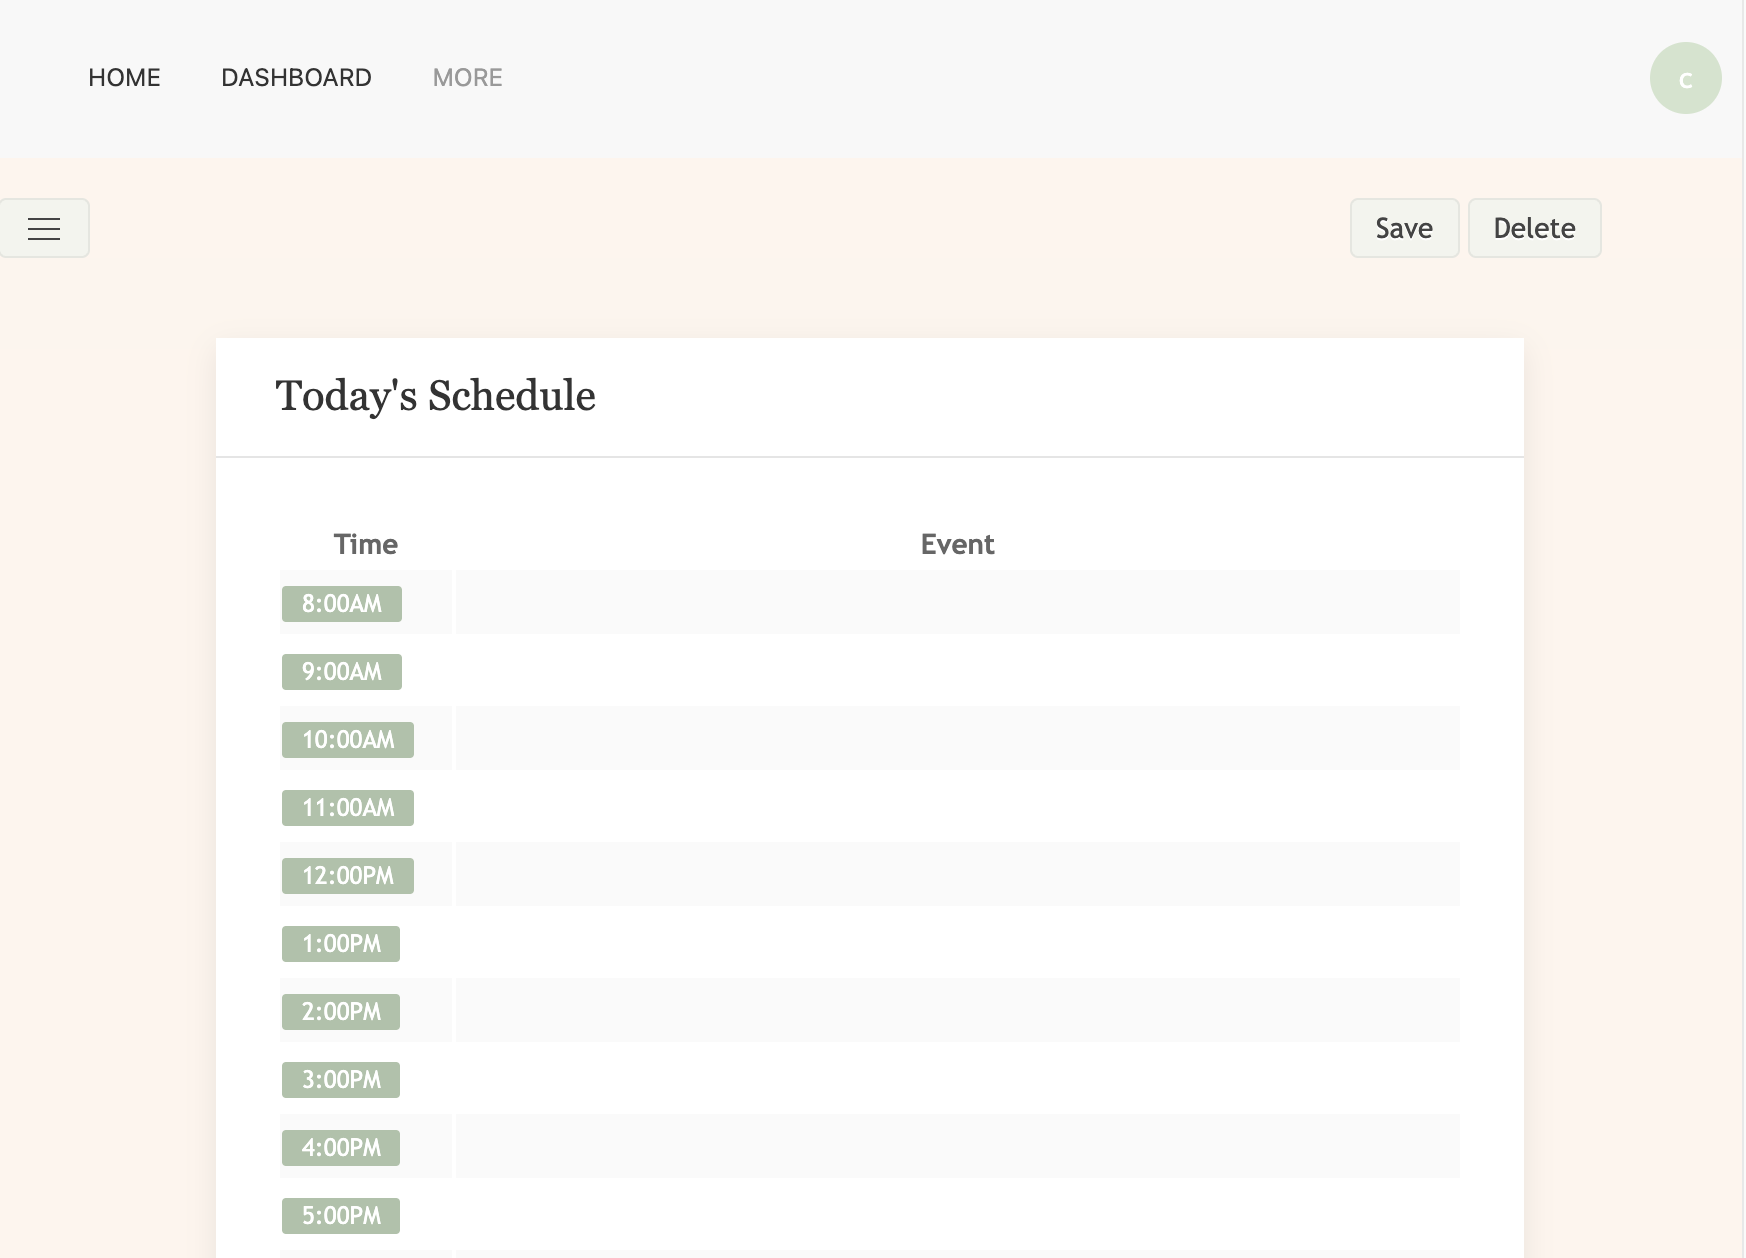 HOME DASHBOARD MORE c
Save Delete
Today's Schedule
Time Event
8:00AM
9:00AM
10:00AM
11:00AM
12:00PM
1:00PM
2:00PM
3:00PM
4:00PM
5:00PM